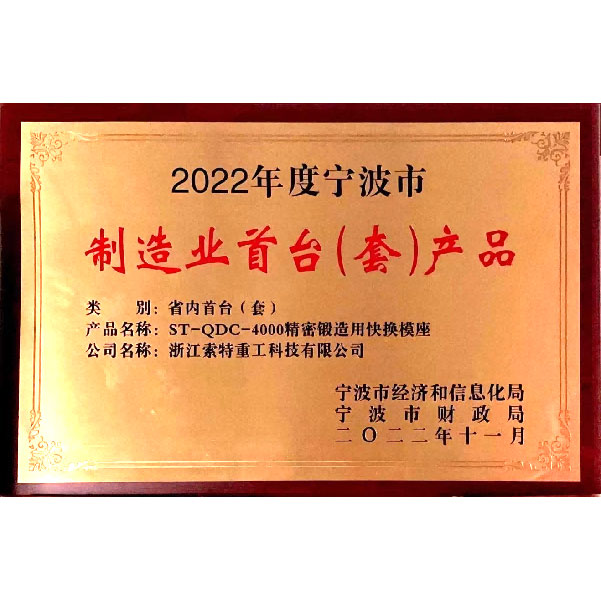 2022年度宁波市
制造业首台(套)产品
类　　别：省内首台（套）
产品名称：ST-QDC-4000精密锻造用快换模座
公司名称：浙江索特重工科技有限公司
宁波市经济和信息化局
宁波市财政局
二〇二二年十一月